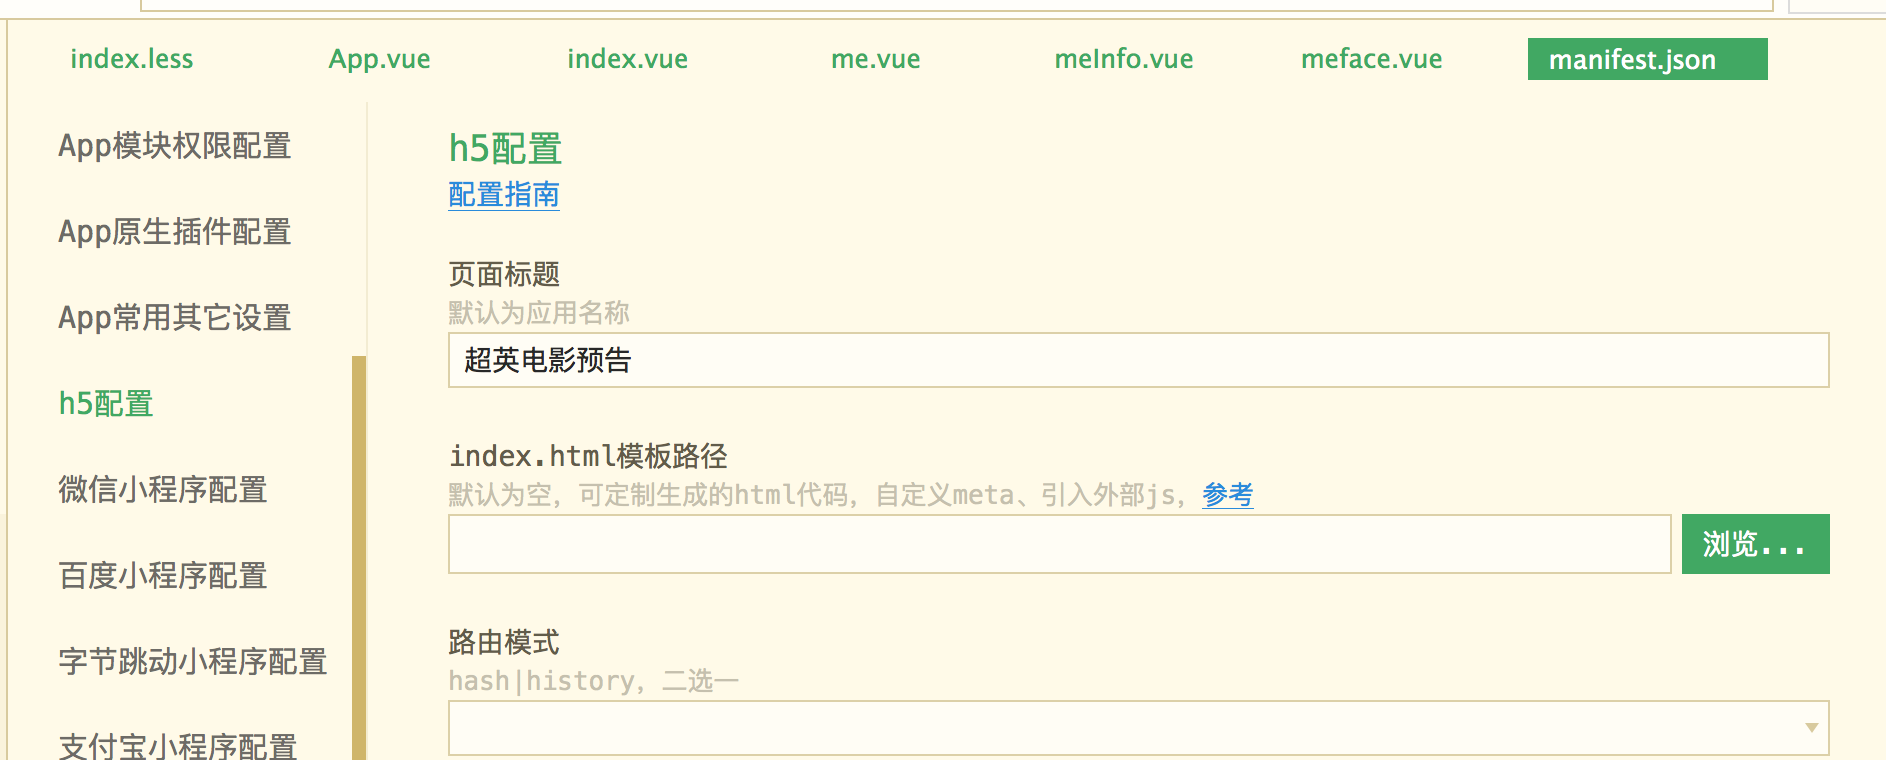 index.less App.vue index.vue me.vue meInfo.vue meface.vue manifest.json
App模块权限配置
App原生插件配置
App常用其它设置
h5配置
微信小程序配置
百度小程序配置
字节跳动小程序配置
支付宝小程序配置
h5配置
配置指南
页面标题
默认为应用名称
超英电影预告
index.html模板路径
默认为空，可定制生成的html代码，自定义meta、引入外部js，参考
浏览...
路由模式
hash|history，二选一